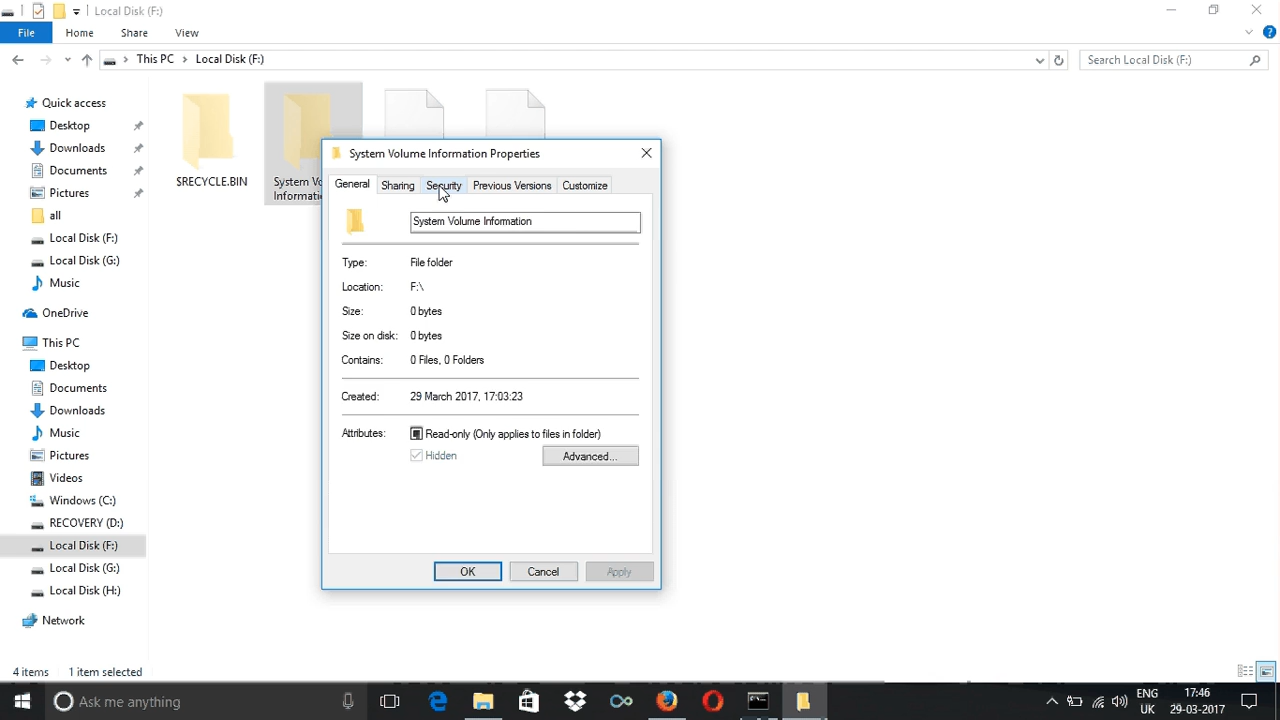 Local Disk (F:)
File Home Share View
This PC Local Disk (F:) Search Local Disk (F:)
Quick access
Desktop
Downloads
Documents
Pictures
all
Local Disk (F:)
Local Disk (G:)
Music
OneDrive
This PC
Desktop
Documents
Downloads
Music
Pictures
Videos
Windows (C:)
RECOVERY (D:)
Local Disk (F:)
Local Disk (G:)
Local Disk (H:)
Network
$RECYCLE.BIN
System Vo
Information
System Volume Information Properties
General Sharing Security Previous Versions Customize
System Volume Information
Type: File folder
Location: F:\
Size: 0 bytes
Size on disk: 0 bytes
Contains: 0 Files, 0 Folders
Created: 29 March 2017, 17:03:23
Attributes: Read-only (Only applies to files in folder)
Hidden Advanced...
OK Cancel Apply
4 items 1 item selected
Ask me anything
ENG 17:46
UK 29-03-2017